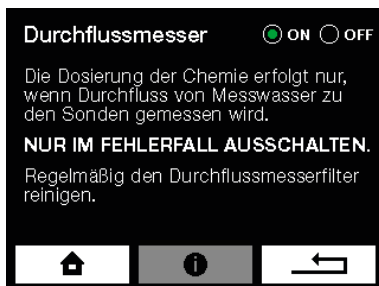 Durchflussmesser ON OFF
Die Dosierung der Chemie erfolgt nur,
wenn Durchfluss von Messwasser zu
den Sonden gemessen wird.
NUR IM FEHLERFALL AUSSCHALTEN.
Regelmäßig den Durchflussmesserfilter
reinigen.